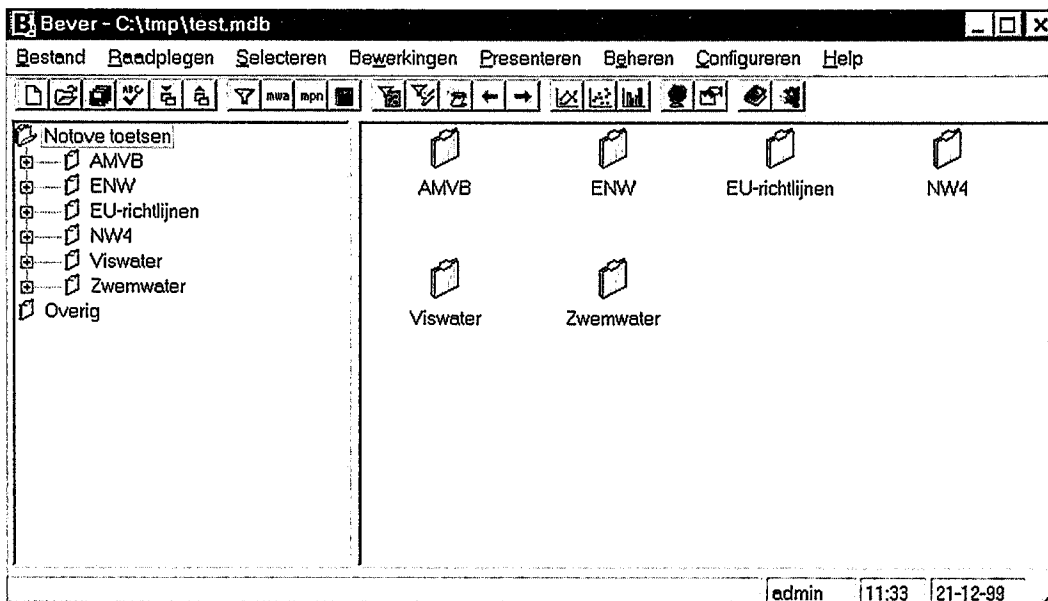 B. Bever - C:\tmp\test.mdb
Bestand Raadplegen Selecteren Bewerkingen Presenteren Beheren Configureren Help
ABC mwa mpn
Notove toetsen
AMVB
ENW
EU-richtlijnen
NW4
Viswater
Zwemwater
Overig
AMVB ENW EU-richtlijnen NW4
Viswater Zwemwater
admin 11:33 21-12-99